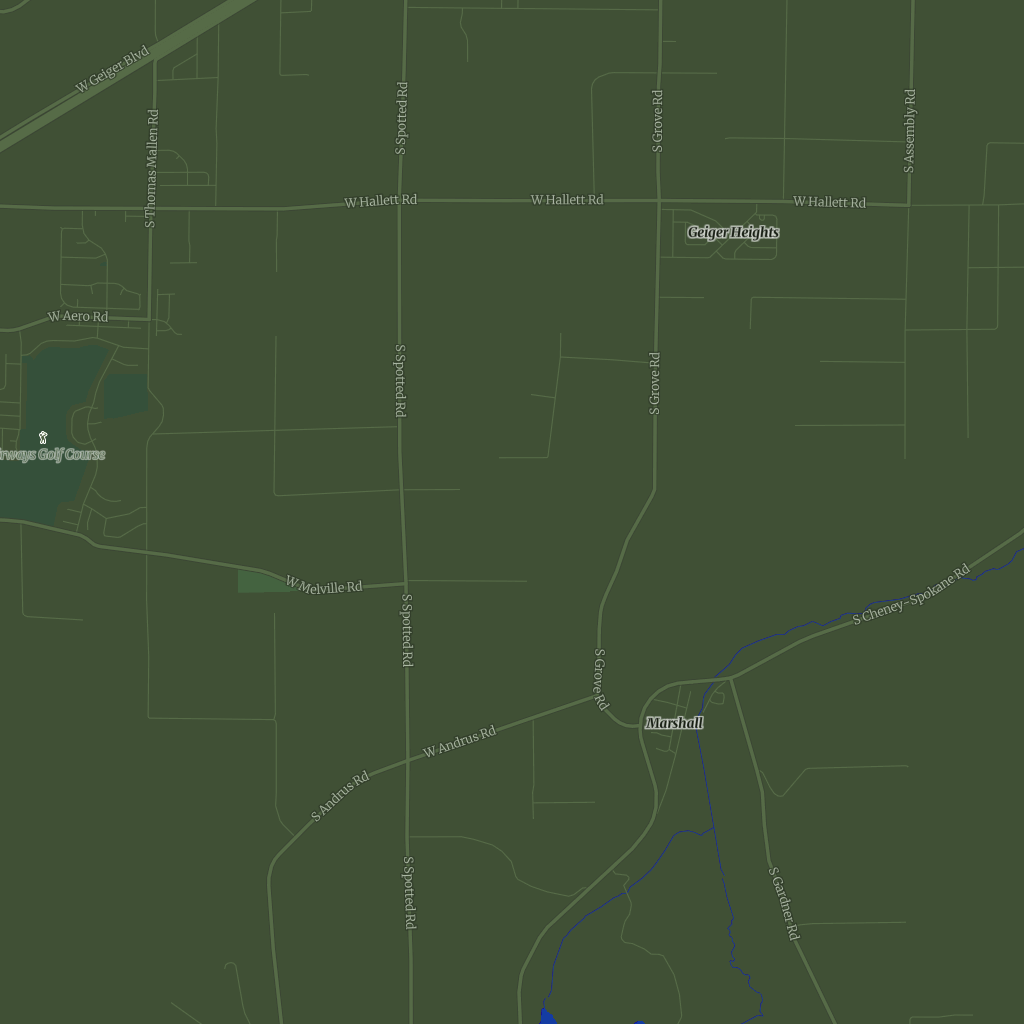 W Geiger Blvd
S Thomas Mallen Rd
S Spotted Rd
S Grove Rd
S Assembly Rd
W Hallett Rd
W Hallett Rd
W Hallett Rd
Geiger Heights
W Aero Rd
S Spotted Rd
S Grove Rd
Golf Course
W Melville Rd
S Spotted Rd
S Cheney-Spokane Rd
S Grove Rd
Marshall
W Andrus Rd
S Andrus Rd
S Spotted Rd
S Gardner Rd